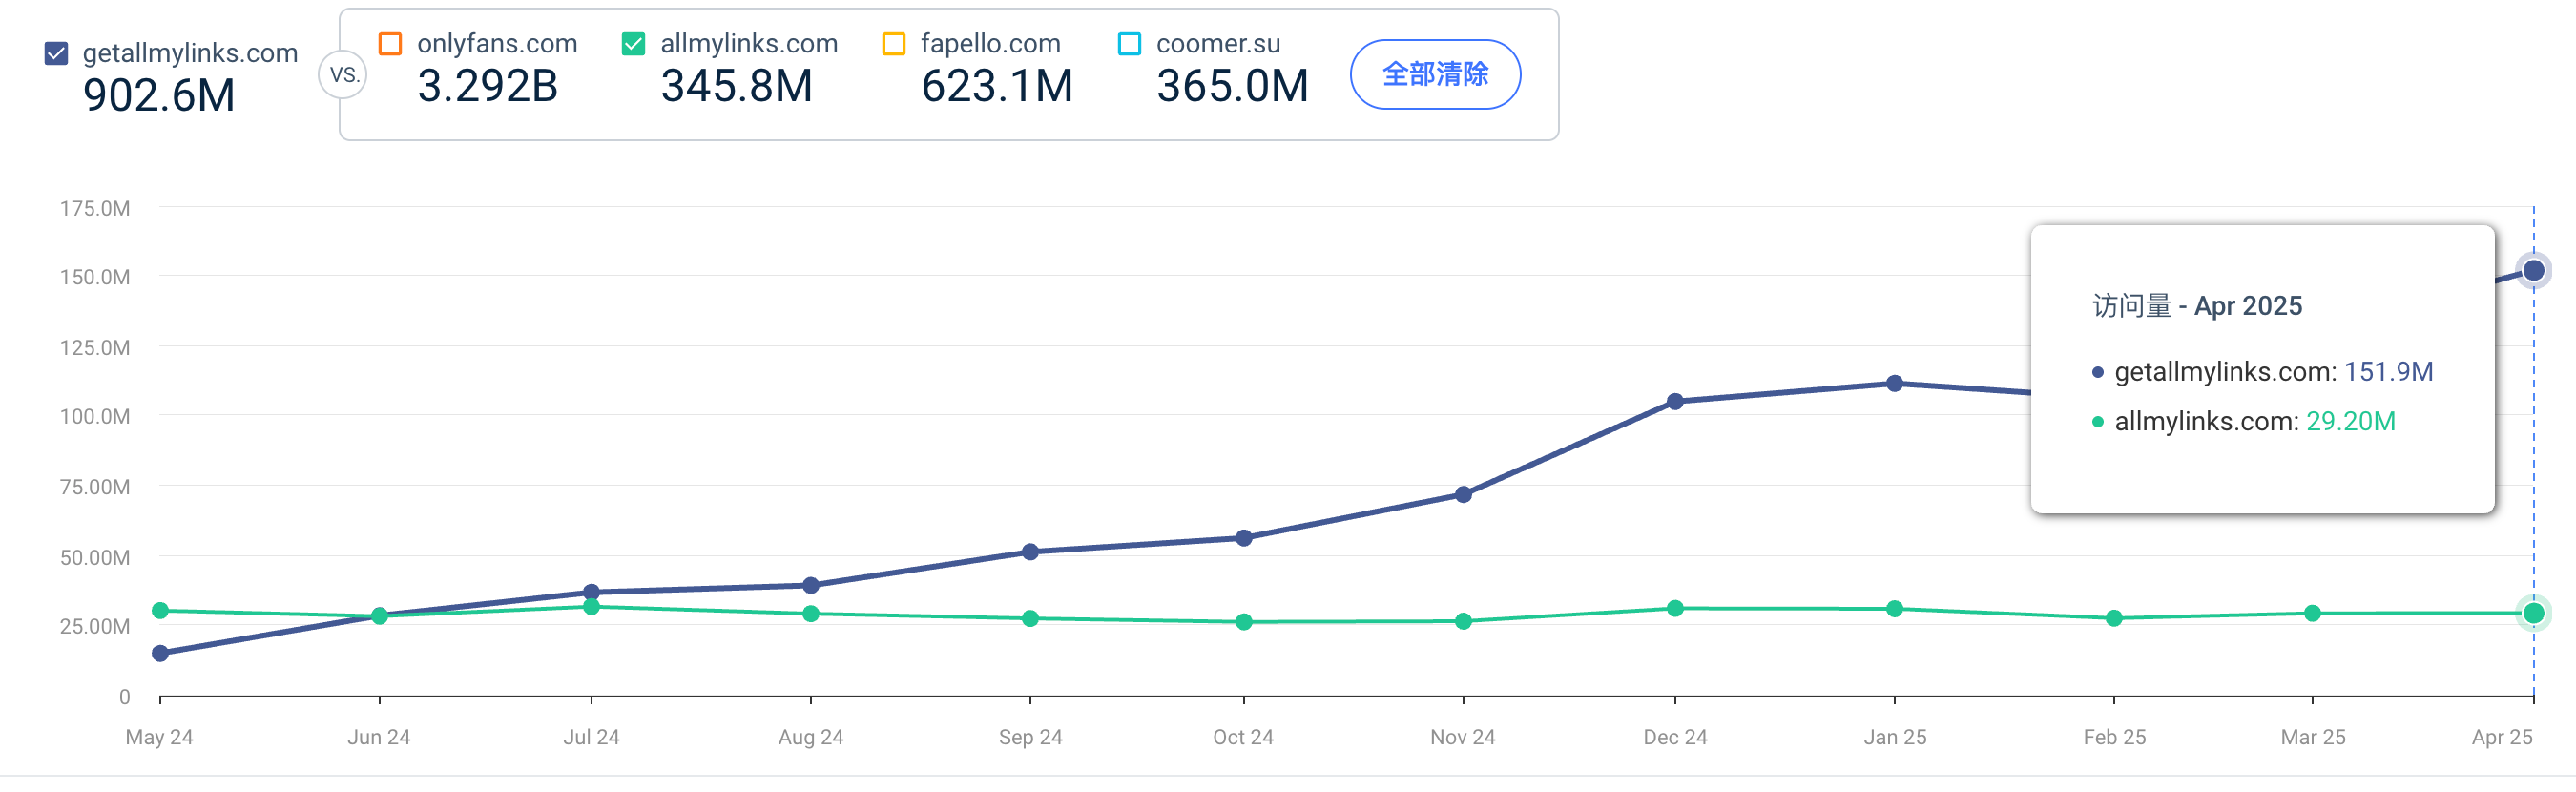 getallmylinks.com
902.6M
VS.
onlyfans.com
3.292B
allmylinks.com
345.8M
fapello.com
623.1M
coomer.su
365.0M
全部清除
175.0M
150.0M
125.0M
100.0M
75.00M
50.00M
25.00M
0
访问量 - Apr 2025
getallmylinks.com: 151.9M
allmylinks.com: 29.20M
May 24
Jun 24
Jul 24
Aug 24
Sep 24
Oct 24
Nov 24
Dec 24
Jan 25
Feb 25
Mar 25
Apr 25